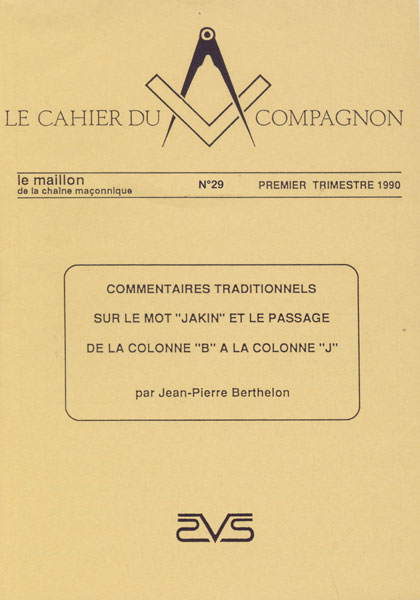 LE CAHIER DU COMPAGNON
le maillon
de la chaîne maçonnique
N°29
PREMIER TRIMESTRE 1990
COMMENTAIRES TRADITIONNELS
SUR LE MOT "JAKIN" ET LE PASSAGE
DE LA COLONNE "B" A LA COLONNE "J"
par Jean-Pierre Berthelon